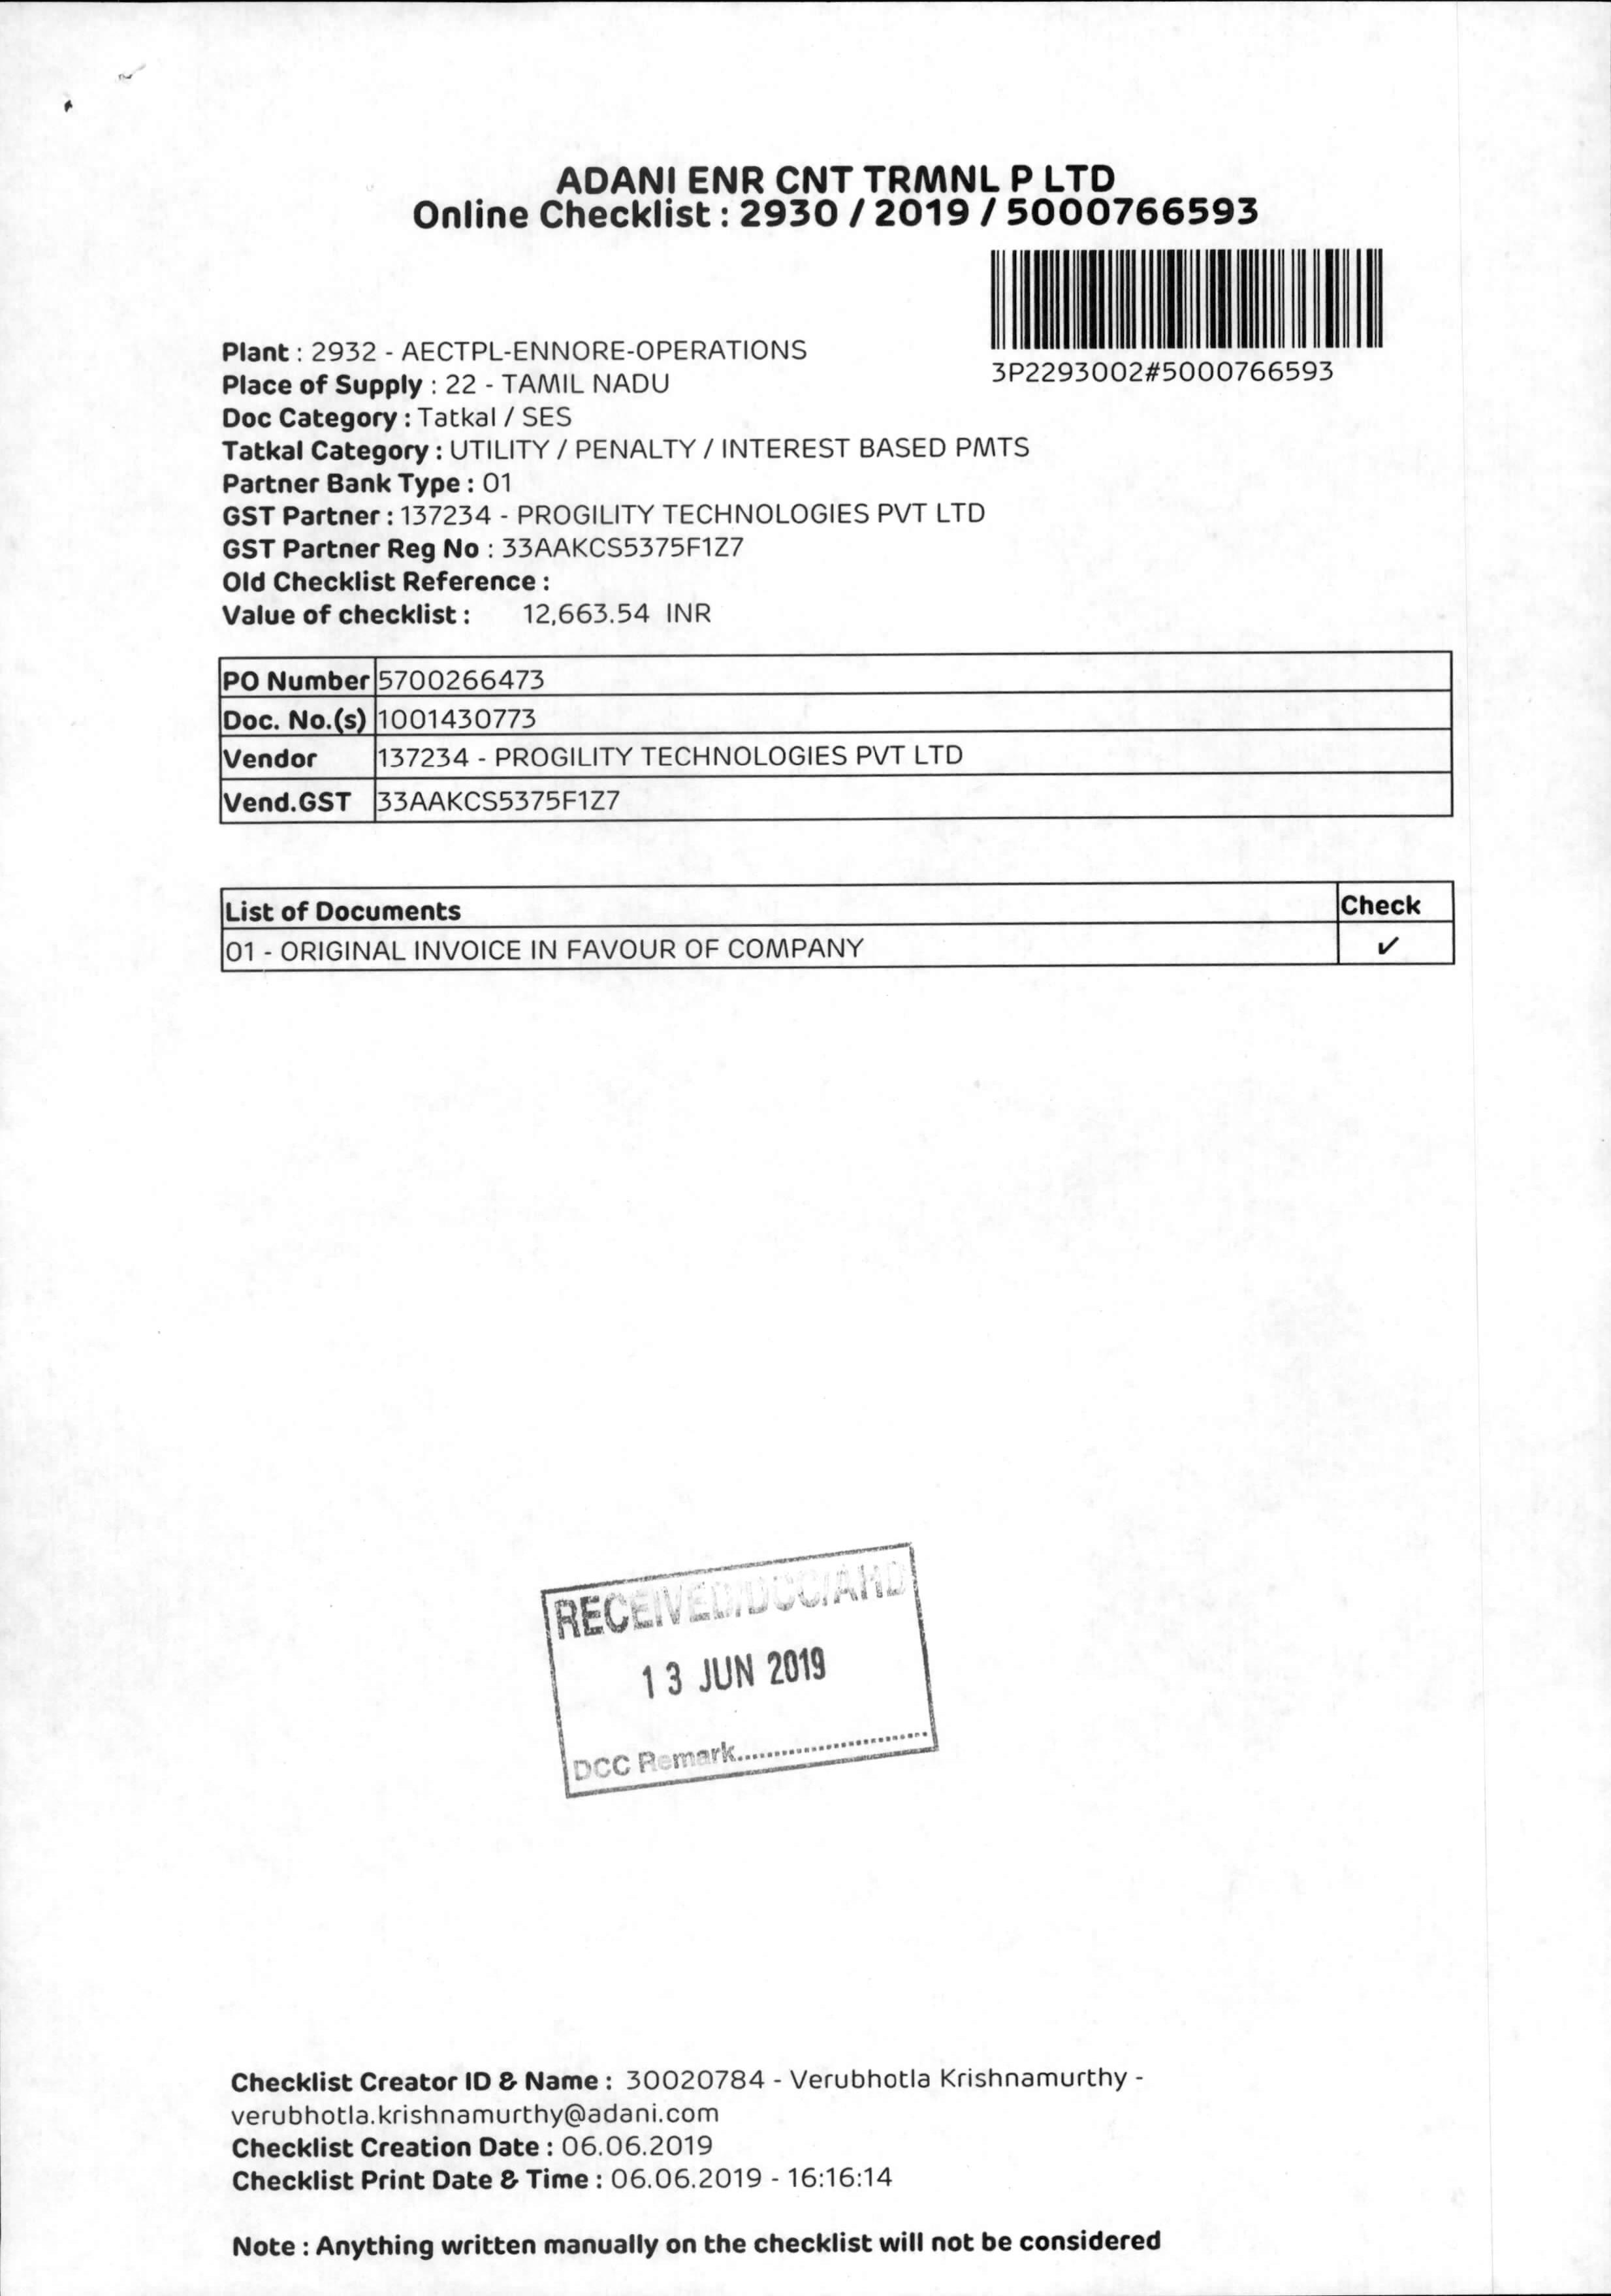 ADANI ENR CNT TRMNL P LTD
Online Checklist : 2930 / 2019 / 5000766593
3P2293002#5000766593
Plant : 2932 - AECTPL-ENNORE-OPERATIONS
Place of Supply : 22 - TAMIL NADU
Doc Category : Tatkal / SES
Tatkal Category : UTILITY / PENALTY / INTEREST BASED PMTS
Partner Bank Type : 01
GST Partner : 137234 - PROGILITY TECHNOLOGIES PVT LTD
GST Partner Reg No : 33AAKCS5375F1Z7
Old Checklist Reference :
Value of checklist : 12,663.54 INR
PO Number 5700266473
Doc. No.(s) 1001430773
Vendor 137234 - PROGILITY TECHNOLOGIES PVT LTD
Vend.GST 33AAKCS5375F1Z7
List of Documents Check
01 - ORIGINAL INVOICE IN FAVOUR OF COMPANY ✓
RECEIVED/DCC/AHD
13 JUN 2019
DCC Remark..........................
Checklist Creator ID & Name : 30020784 - Verubhotla Krishnamurthy -
verubhotla.krishnamurthy@adani.com
Checklist Creation Date : 06.06.2019
Checklist Print Date & Time : 06.06.2019 - 16:16:14
Note : Anything written manually on the checklist will not be considered